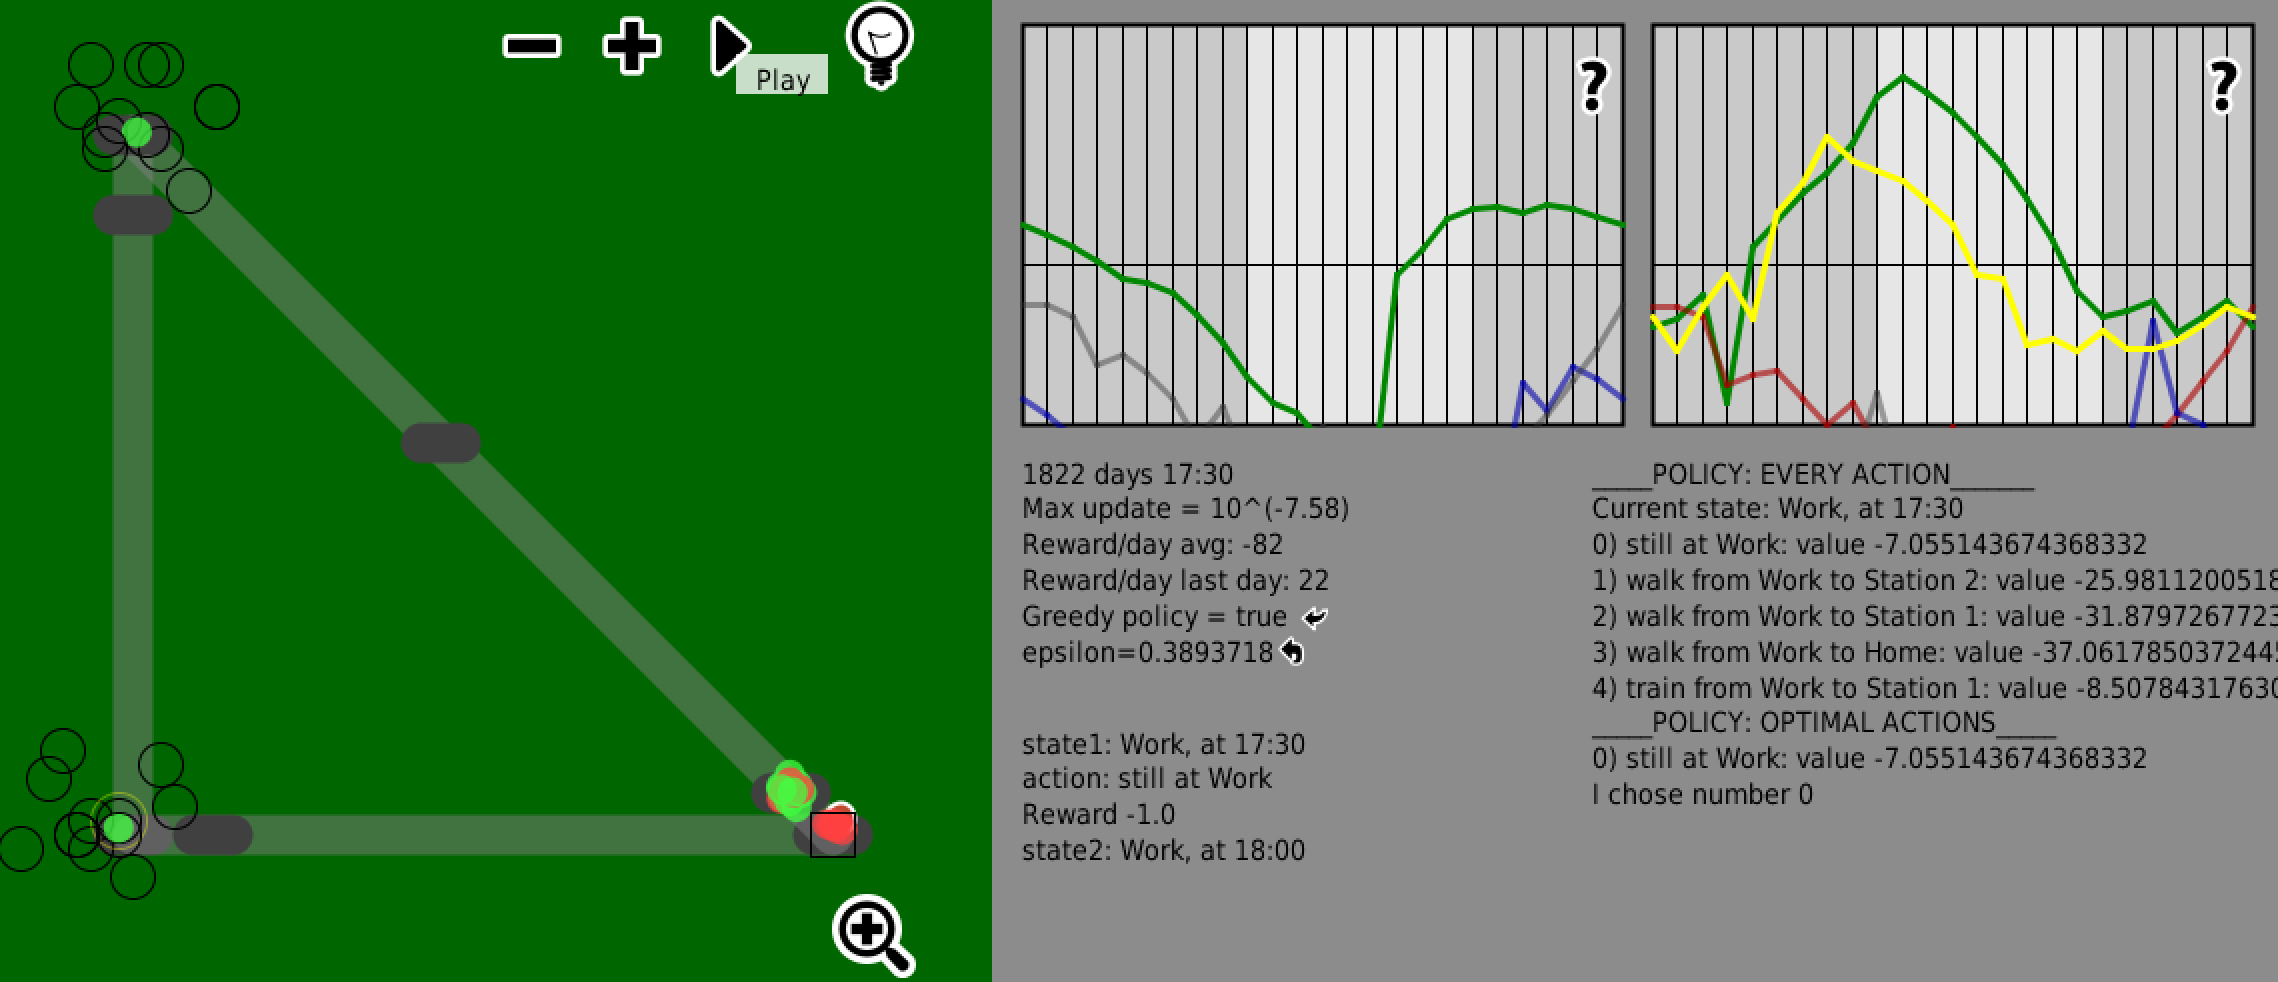 Play
?
?
1822 days 17:30
Max update = 10^(-7.58)
Reward/day avg: -82
Reward/day last day: 22
Greedy policy = true
epsilon=0.3893718
state1: Work, at 17:30
action: still at Work
Reward -1.0
state2: Work, at 18:00
_____POLICY: EVERY ACTION_______
Current state: Work, at 17:30
0) still at Work: value -7.055143674368332
1) walk from Work to Station 2: value -25.9811200518
2) walk from Work to Station 1: value -31.8797267723
3) walk from Work to Home: value -37.0617850372445
4) train from Work to Station 1: value -8.50784317630
_____POLICY: OPTIMAL ACTIONS_____
0) still at Work: value -7.055143674368332
I chose number 0